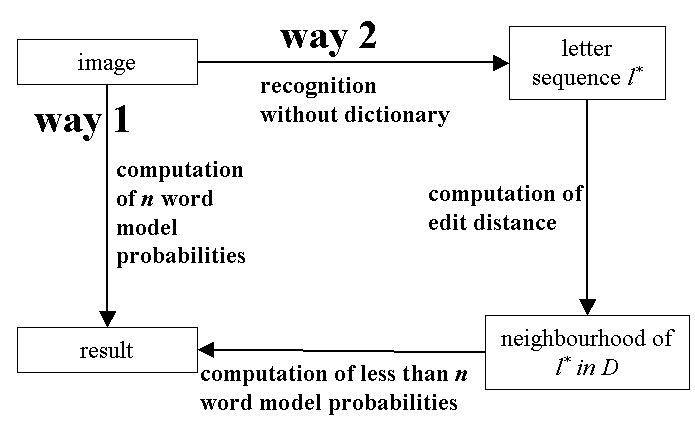 way 2
image
letter
sequence l*
recognition
without dictionary
way 1
computation
of n word
model
probabilities
computation of
edit distance
result
neighbourhood of
l* in D
computation of less than n
word model probabilities